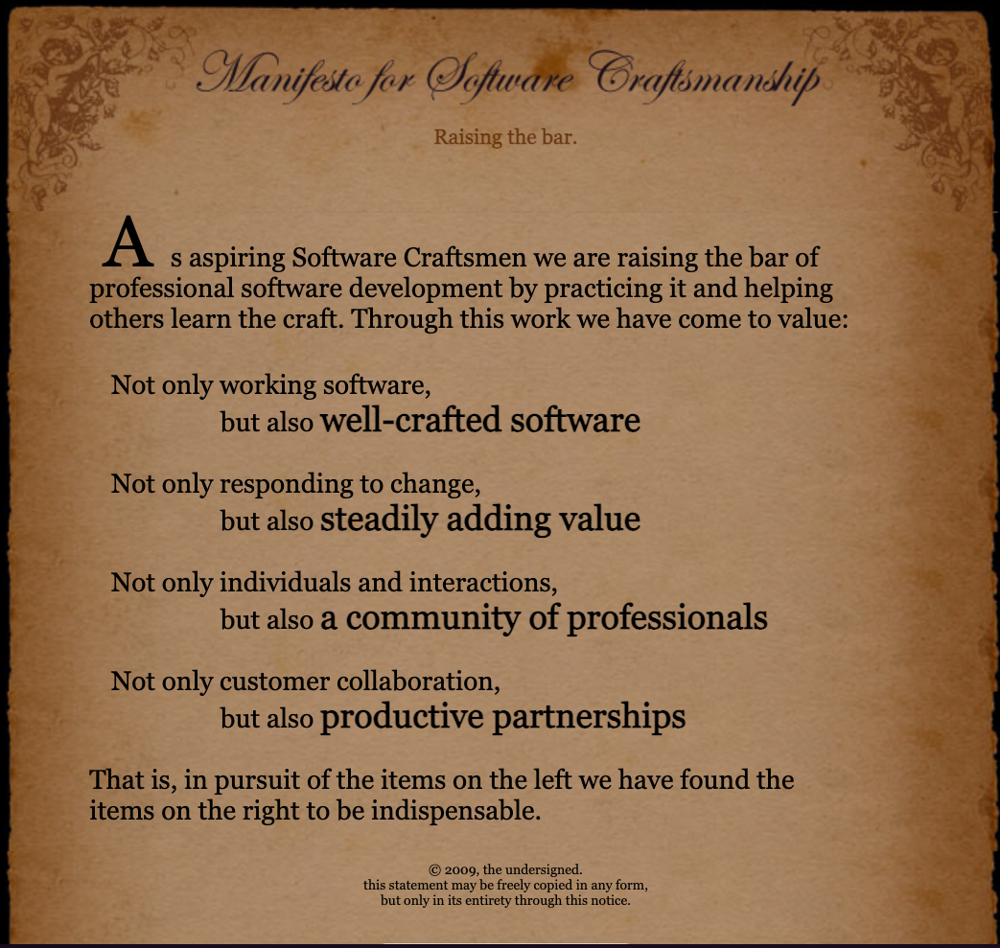 Manifesto for Software Craftsmanship
Raising the bar.
As aspiring Software Craftsmen we are raising the bar of
professional software development by practicing it and helping
others learn the craft. Through this work we have come to value:
Not only working software,
but also well-crafted software
Not only responding to change,
but also steadily adding value
Not only individuals and interactions,
but also a community of professionals
Not only customer collaboration,
but also productive partnerships
That is, in pursuit of the items on the left we have found the
items on the right to be indispensable.
© 2009, the undersigned.
this statement may be freely copied in any form,
but only in its entirety through this notice.